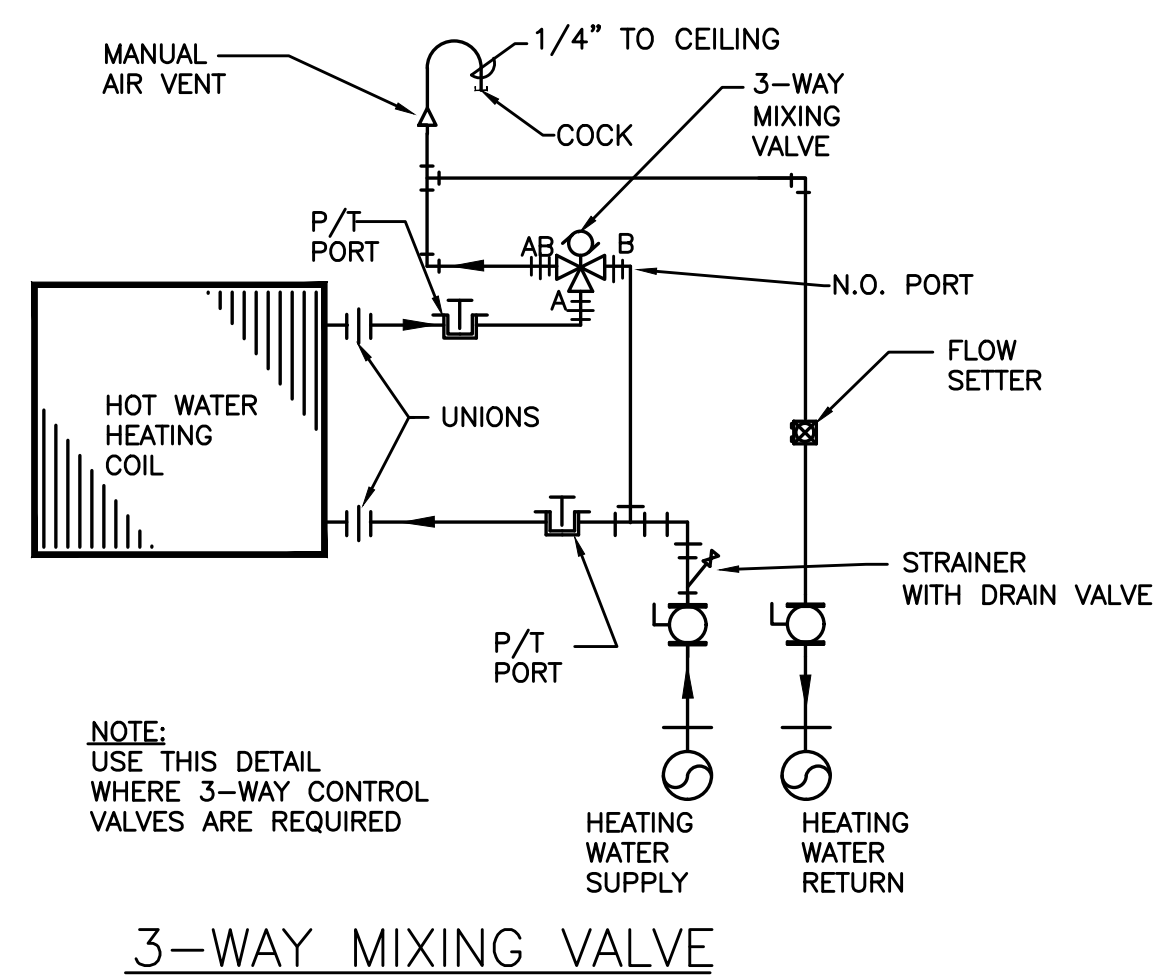 MANUAL
AIR VENT
1/4" TO CEILING
COCK
3-WAY
MIXING
VALVE
P/T
PORT
AB
B
A
N.O. PORT
FLOW
SETTER
HOT WATER
HEATING
COIL
UNIONS
STRAINER
WITH DRAIN VALVE
P/T
PORT
NOTE:
USE THIS DETAIL
WHERE 3-WAY CONTROL
VALVES ARE REQUIRED
HEATING
WATER
SUPPLY
HEATING
WATER
RETURN
3-WAY MIXING VALVE